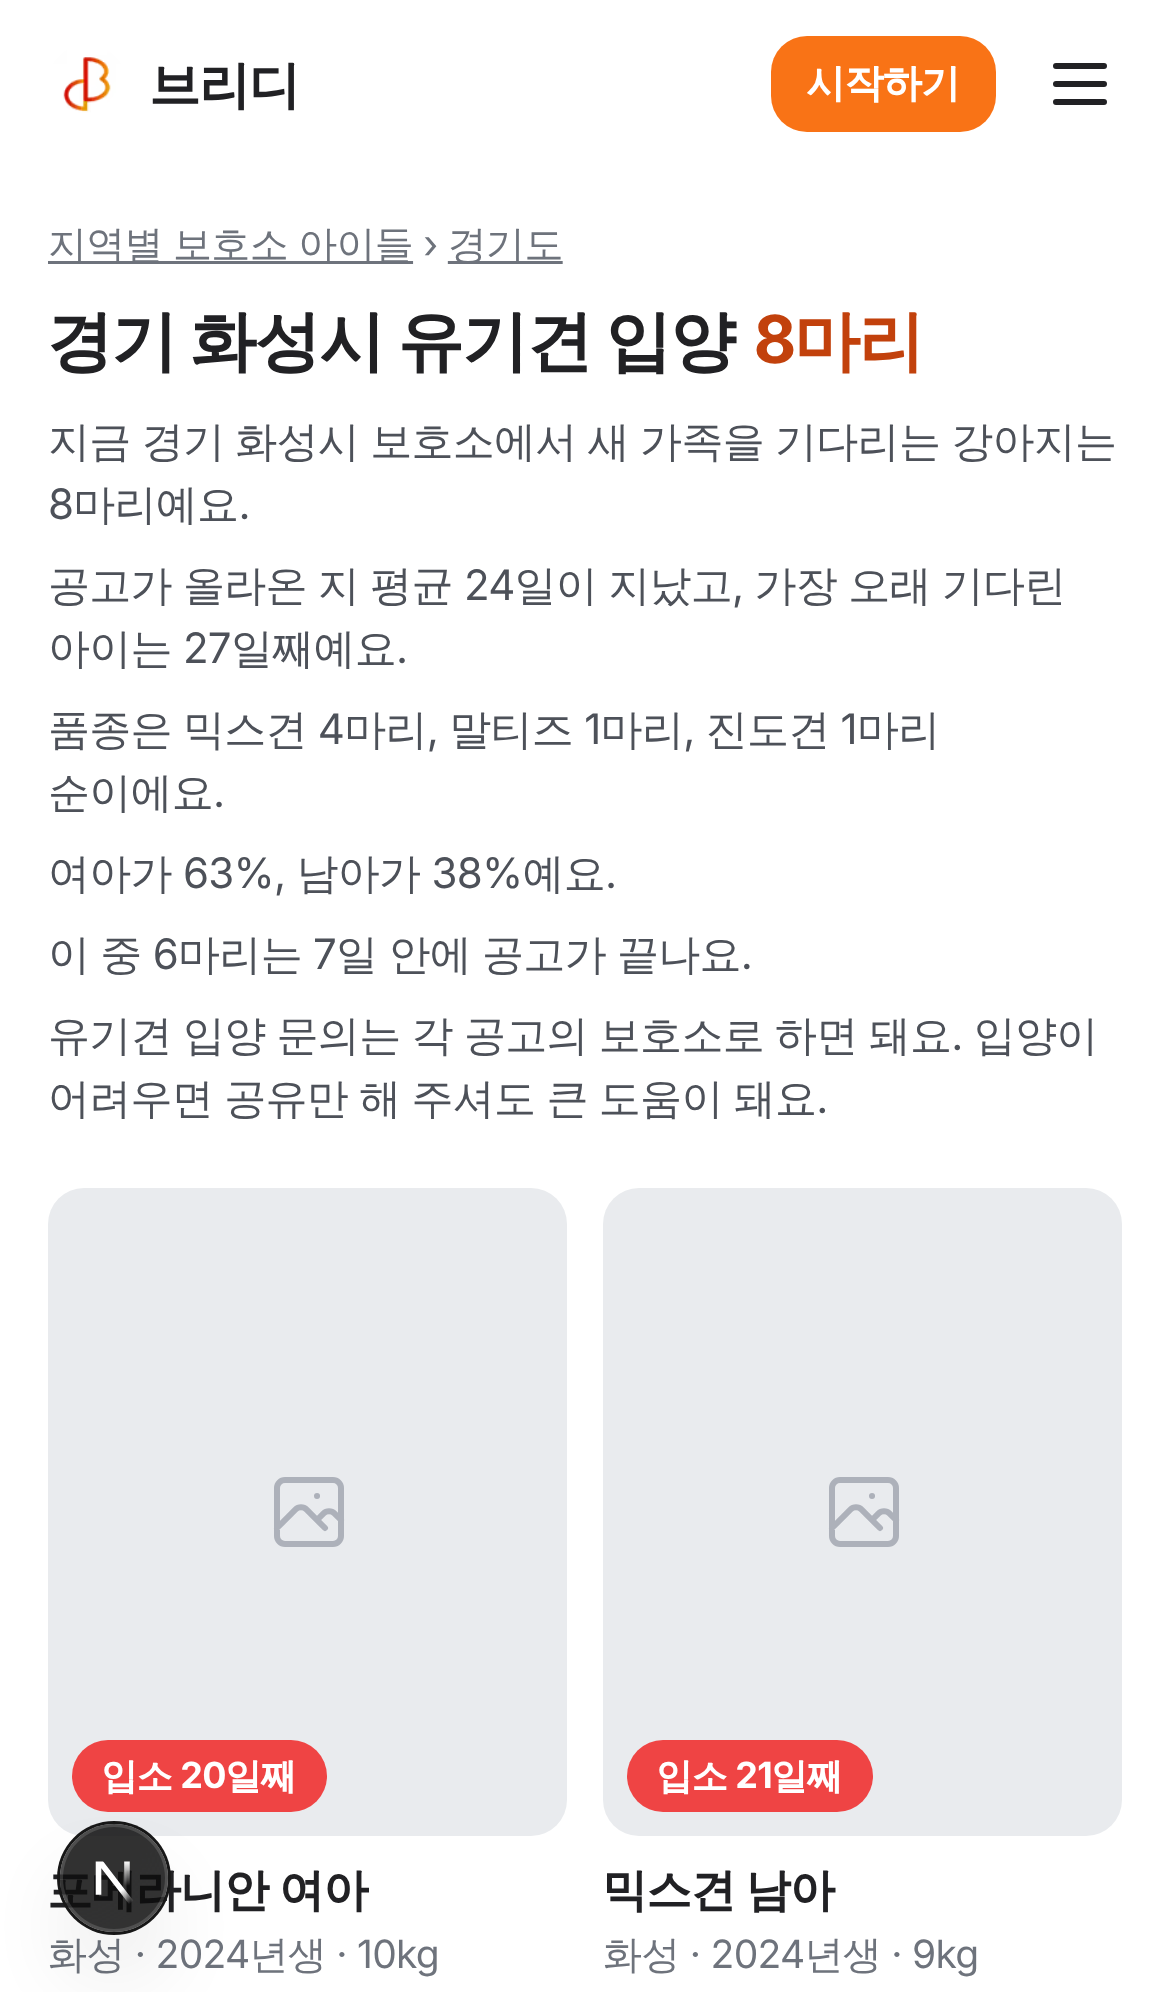 브리디
시작하기
지역별 보호소 아이들 › 경기도
경기 화성시 유기견 입양 8마리
지금 경기 화성시 보호소에서 새 가족을 기다리는 강아지는
8마리예요.
공고가 올라온 지 평균 24일이 지났고, 가장 오래 기다린
아이는 27일째예요.
품종은 믹스견 4마리, 말티즈 1마리, 진도견 1마리
순이에요.
여아가 63%, 남아가 38%예요.
이 중 6마리는 7일 안에 공고가 끝나요.
유기견 입양 문의는 각 공고의 보호소로 하면 돼요. 입양이
어려우면 공유만 해 주셔도 큰 도움이 돼요.
입소 20일째
입소 21일째
N
포메라니안 여아
믹스견 남아
화성 · 2024년생 · 10kg
화성 · 2024년생 · 9kg